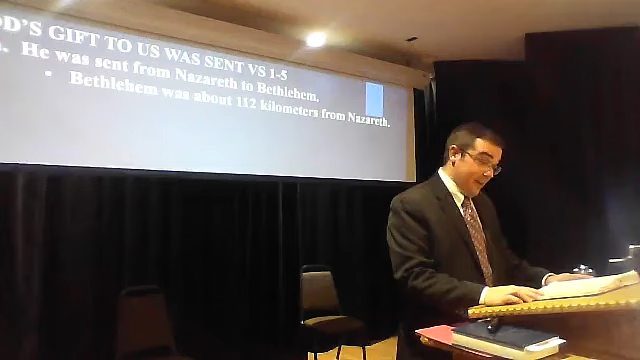 OD'S GIFT TO US WAS SENT VS 1-5
. He was sent from Nazareth to Bethlehem.
• Bethlehem was about 112 kilometers from Nazareth.